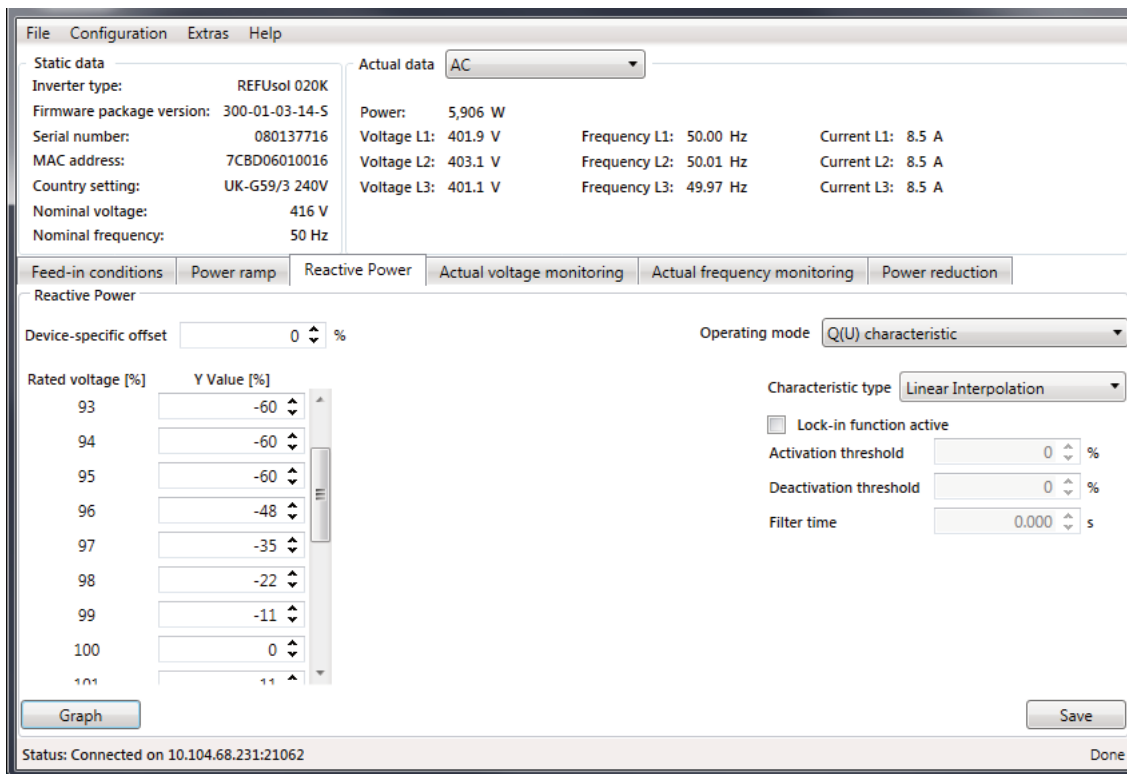 File Configuration Extras Help
Static data
Inverter type: REFUsol 020K
Firmware package version: 300-01-03-14-S
Serial number: 080137716
MAC address: 7CBD06010016
Country setting: UK-G59/3 240V
Nominal voltage: 416 V
Nominal frequency: 50 Hz
Actual data AC
Power: 5,906 W
Voltage L1: 401.9 V Frequency L1: 50.00 Hz Current L1: 8.5 A
Voltage L2: 403.1 V Frequency L2: 50.01 Hz Current L2: 8.5 A
Voltage L3: 401.1 V Frequency L3: 49.97 Hz Current L3: 8.5 A
Feed-in conditions Power ramp Reactive Power Actual voltage monitoring Actual frequency monitoring Power reduction
Reactive Power
Device-specific offset 0 %
Operating mode Q(U) characteristic
Rated voltage [%] Y Value [%]
93 -60
94 -60
95 -60
96 -48
97 -35
98 -22
99 -11
100 0
101 11
Characteristic type Linear Interpolation
Lock-in function active
Activation threshold 0 %
Deactivation threshold 0 %
Filter time 0.000 s
Graph Save
Status: Connected on 10.104.68.231:21062 Done